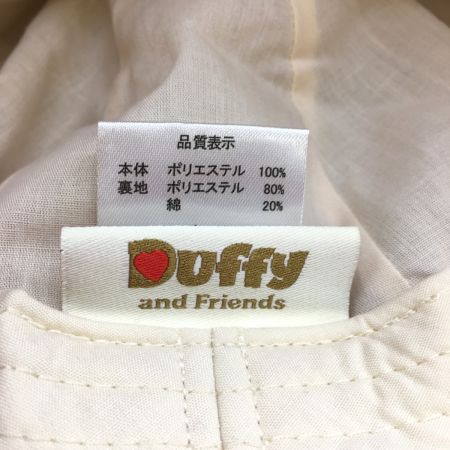 品質表示
本体 ポリエステル 100%
裏地 ポリエステル 80%
綿 20%
Duffy
and Friends